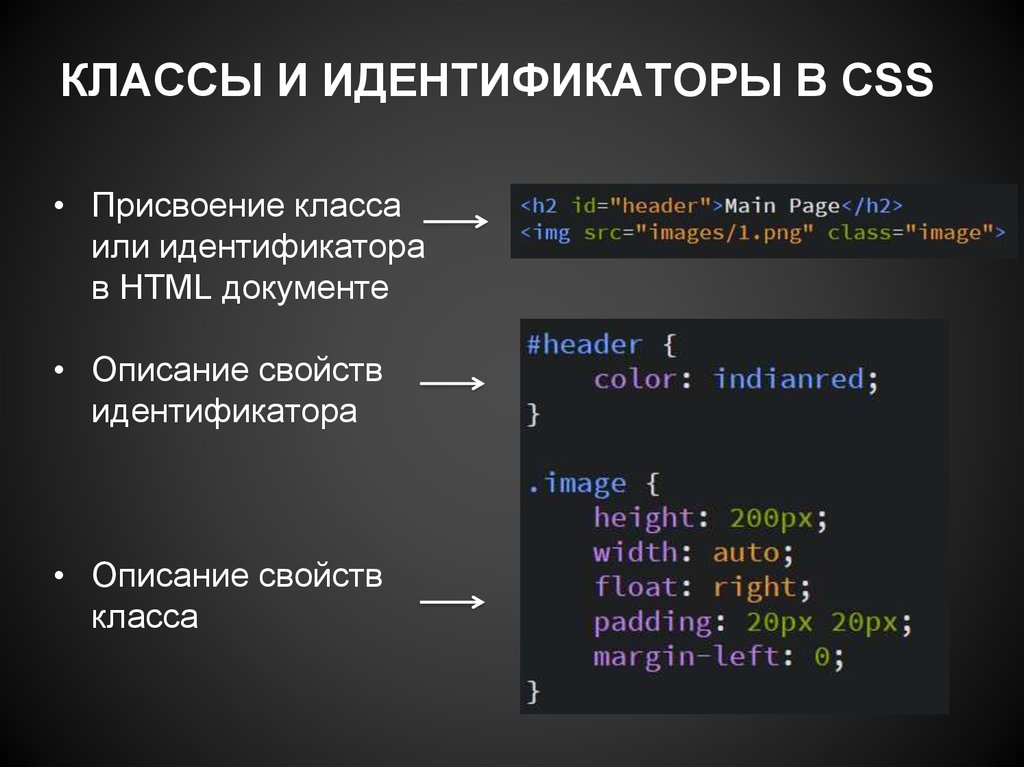 КЛАССЫ И ИДЕНТИФИКАТОРЫ В CSS
• Присвоение класса
или идентификатора
в HTML документе
<h2 id="header">Main Page</h2>
<img src="images/1.png" class="image">
• Описание свойств
идентификатора
#header {
    color: indianred;
}
• Описание свойств
класса
.image {
    height: 200px;
    width: auto;
    float: right;
    padding: 20px 20px;
    margin-left: 0;
}